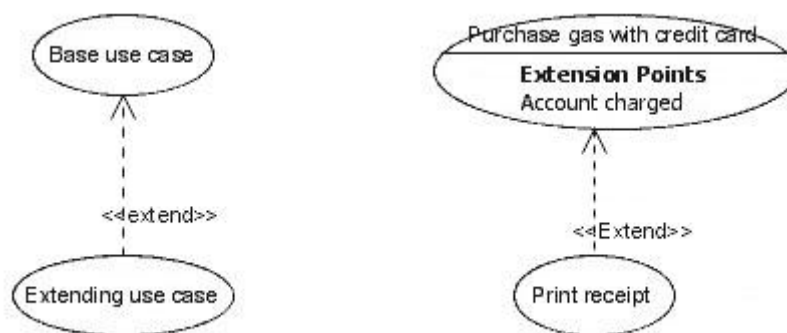 Base use case
<<extend>>
Extending use case
Purchase gas with credit card
Extension Points
Account charged
<<Extend>>
Print receipt